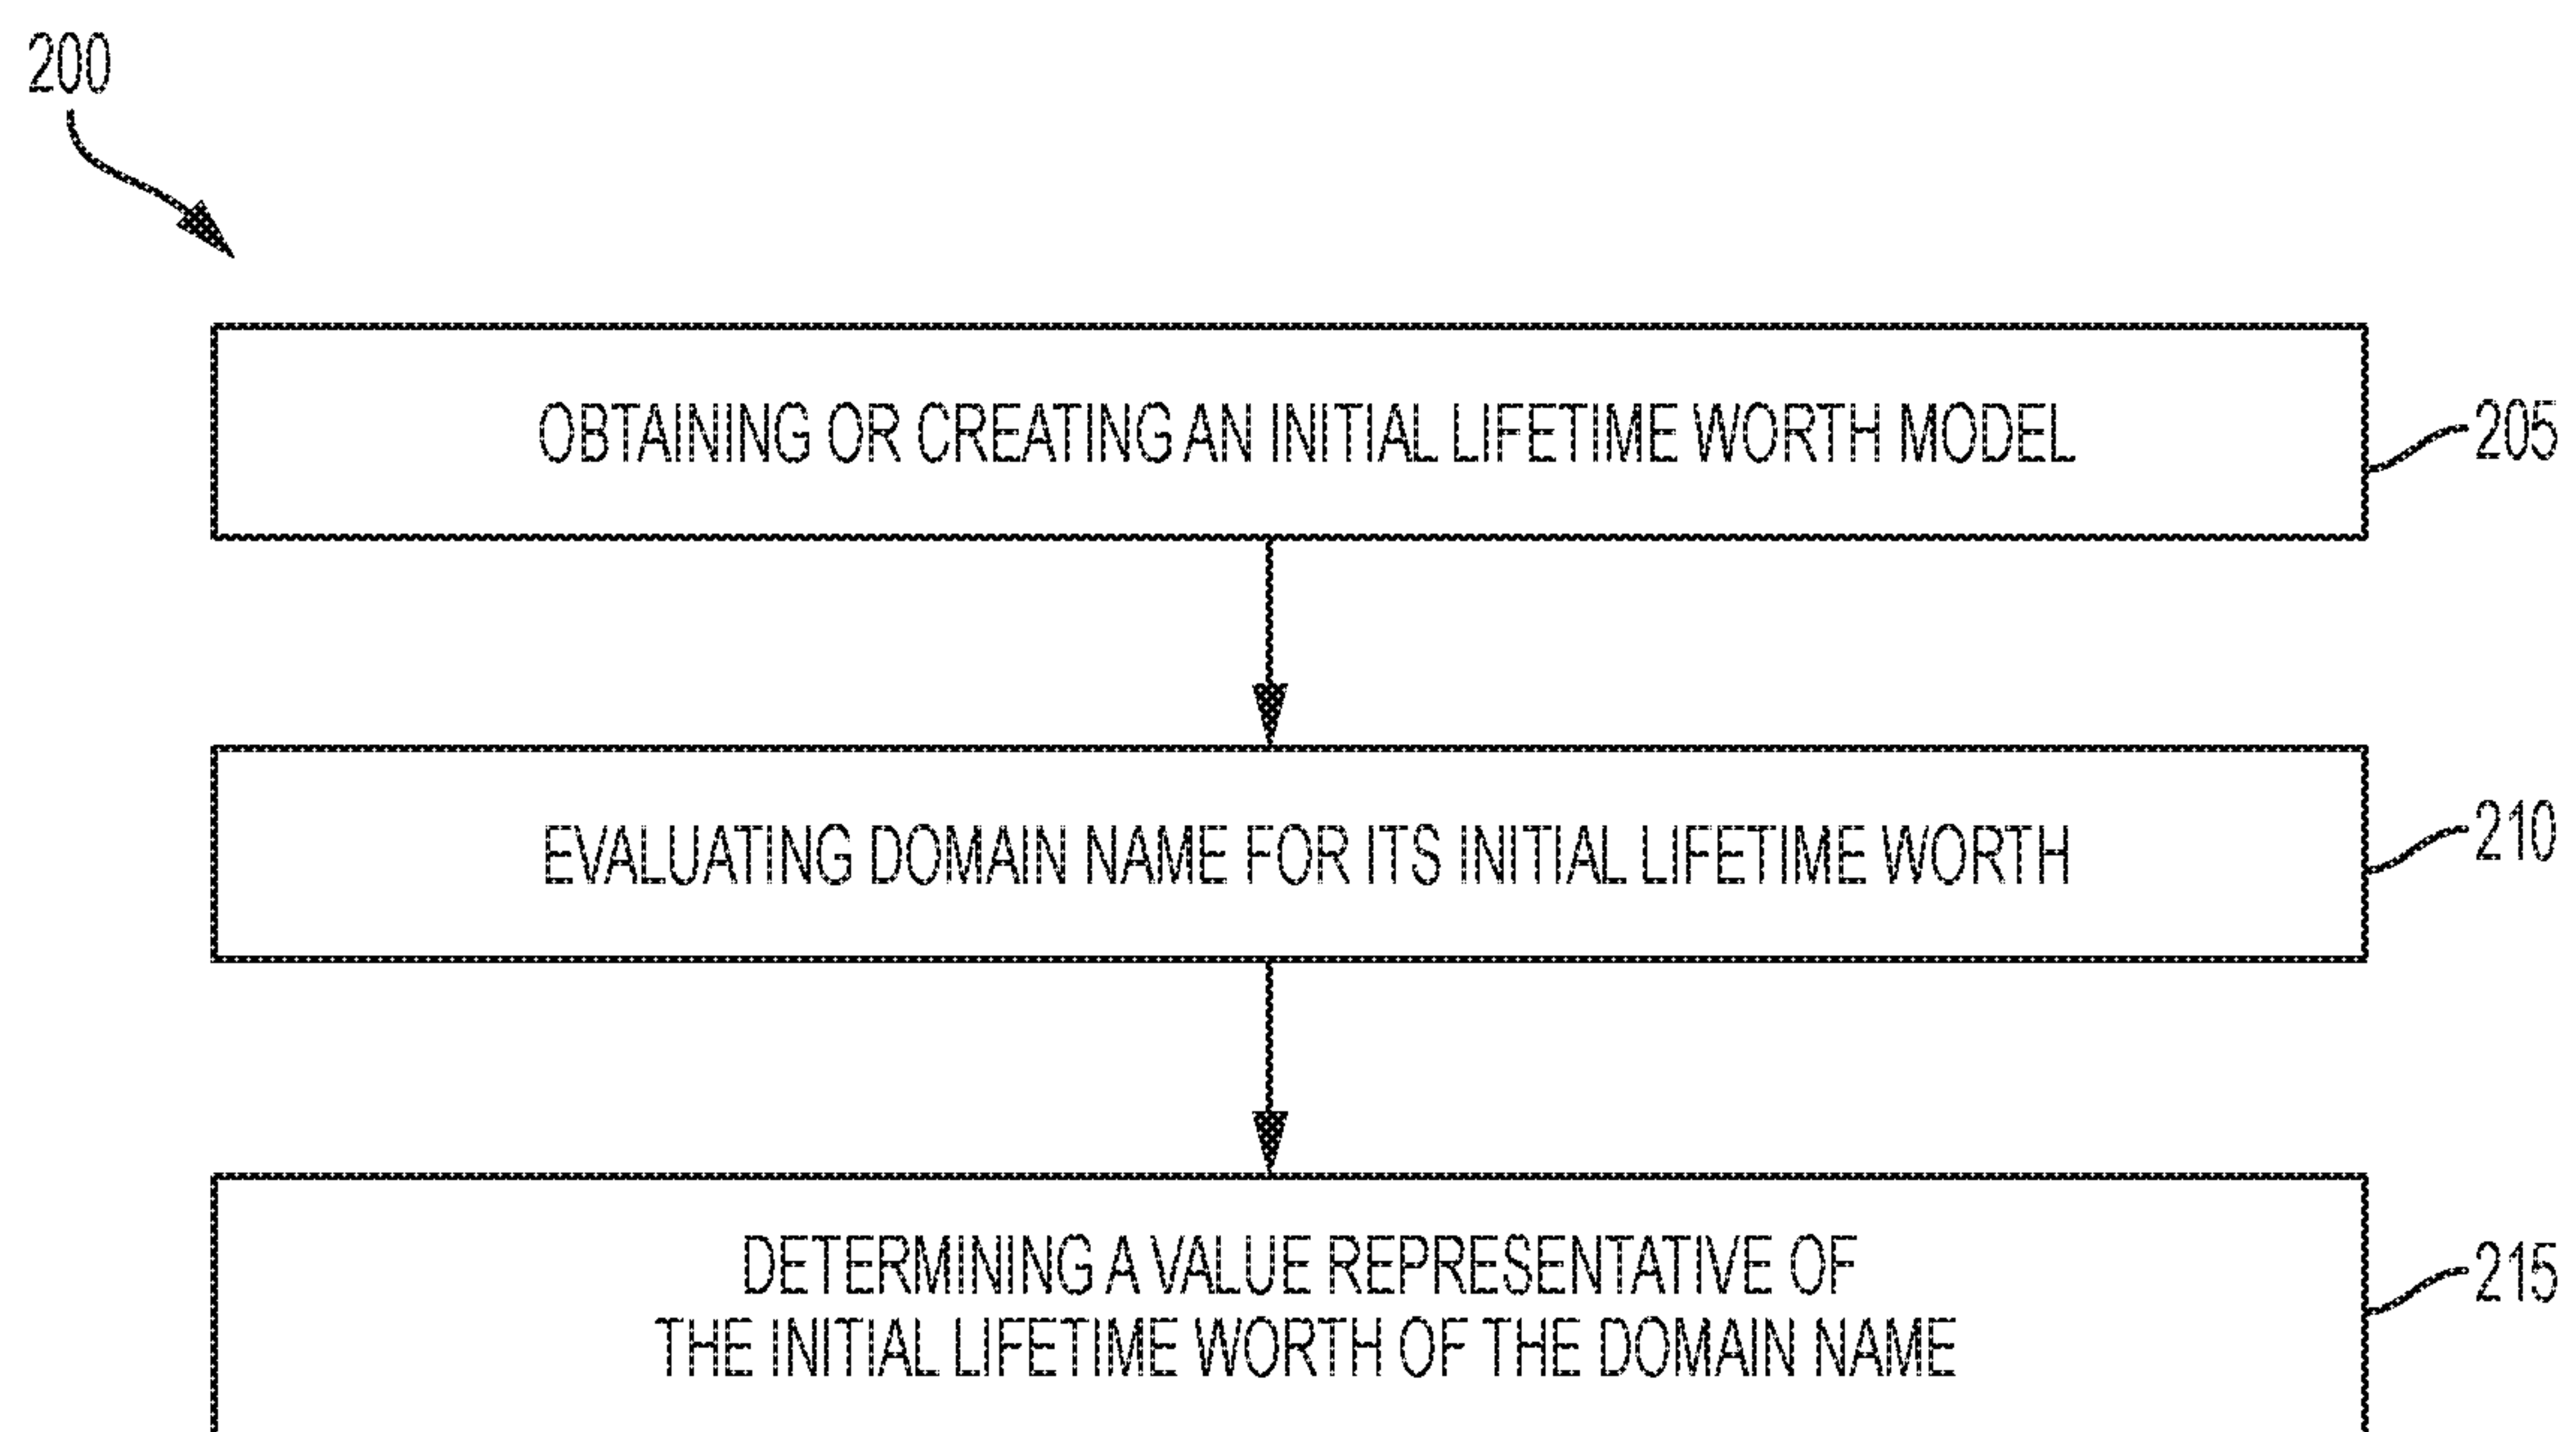 200
OBTAINING OR CREATING AN INITIAL LIFETIME WORTH MODEL
205
EVALUATING DOMAIN NAME FOR ITS INITIAL LIFETIME WORTH
210
DETERMINING A VALUE REPRESENTATIVE OF
THE INITIAL LIFETIME WORTH OF THE DOMAIN NAME
215